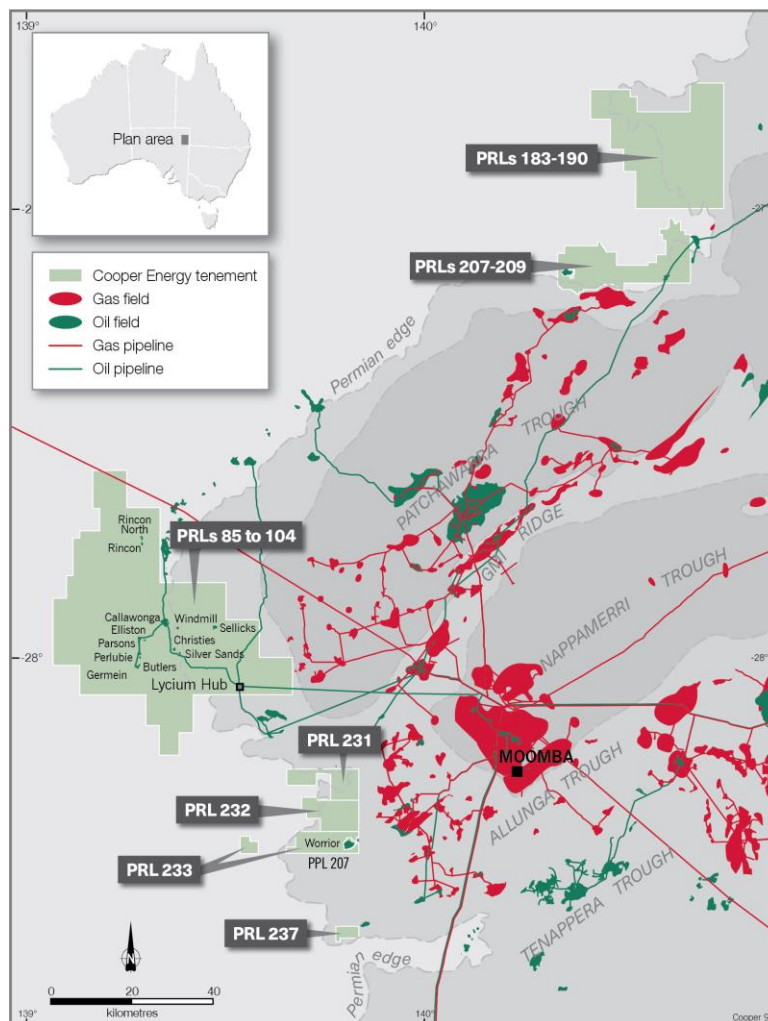 139°
140°
Plan area
PRLs 183-190
27°
PRLs 207-209
Cooper Energy tenement
Gas field
Oil field
Gas pipeline
Oil pipeline
Permian edge
PATCHAWARRA TROUGH
GMI RIDGE
NAPPAMERRI TROUGH
Rincon
North
Rincon
PRLs 85 to 104
Callawonga
Elliston
Parsons
Perlubie
Germein
Butlers
Windmill
Sellicks
Christies
Silver Sands
Lycium Hub
-28°
-28°
PRL 231
MOOMBA
ALLUNGA TROUGH
PRL 232
Worrior
PPL 207
PRL 233
TENAPPERA TROUGH
PRL 237
Permian edge
N
0 20 40
kilometres
139°
140°